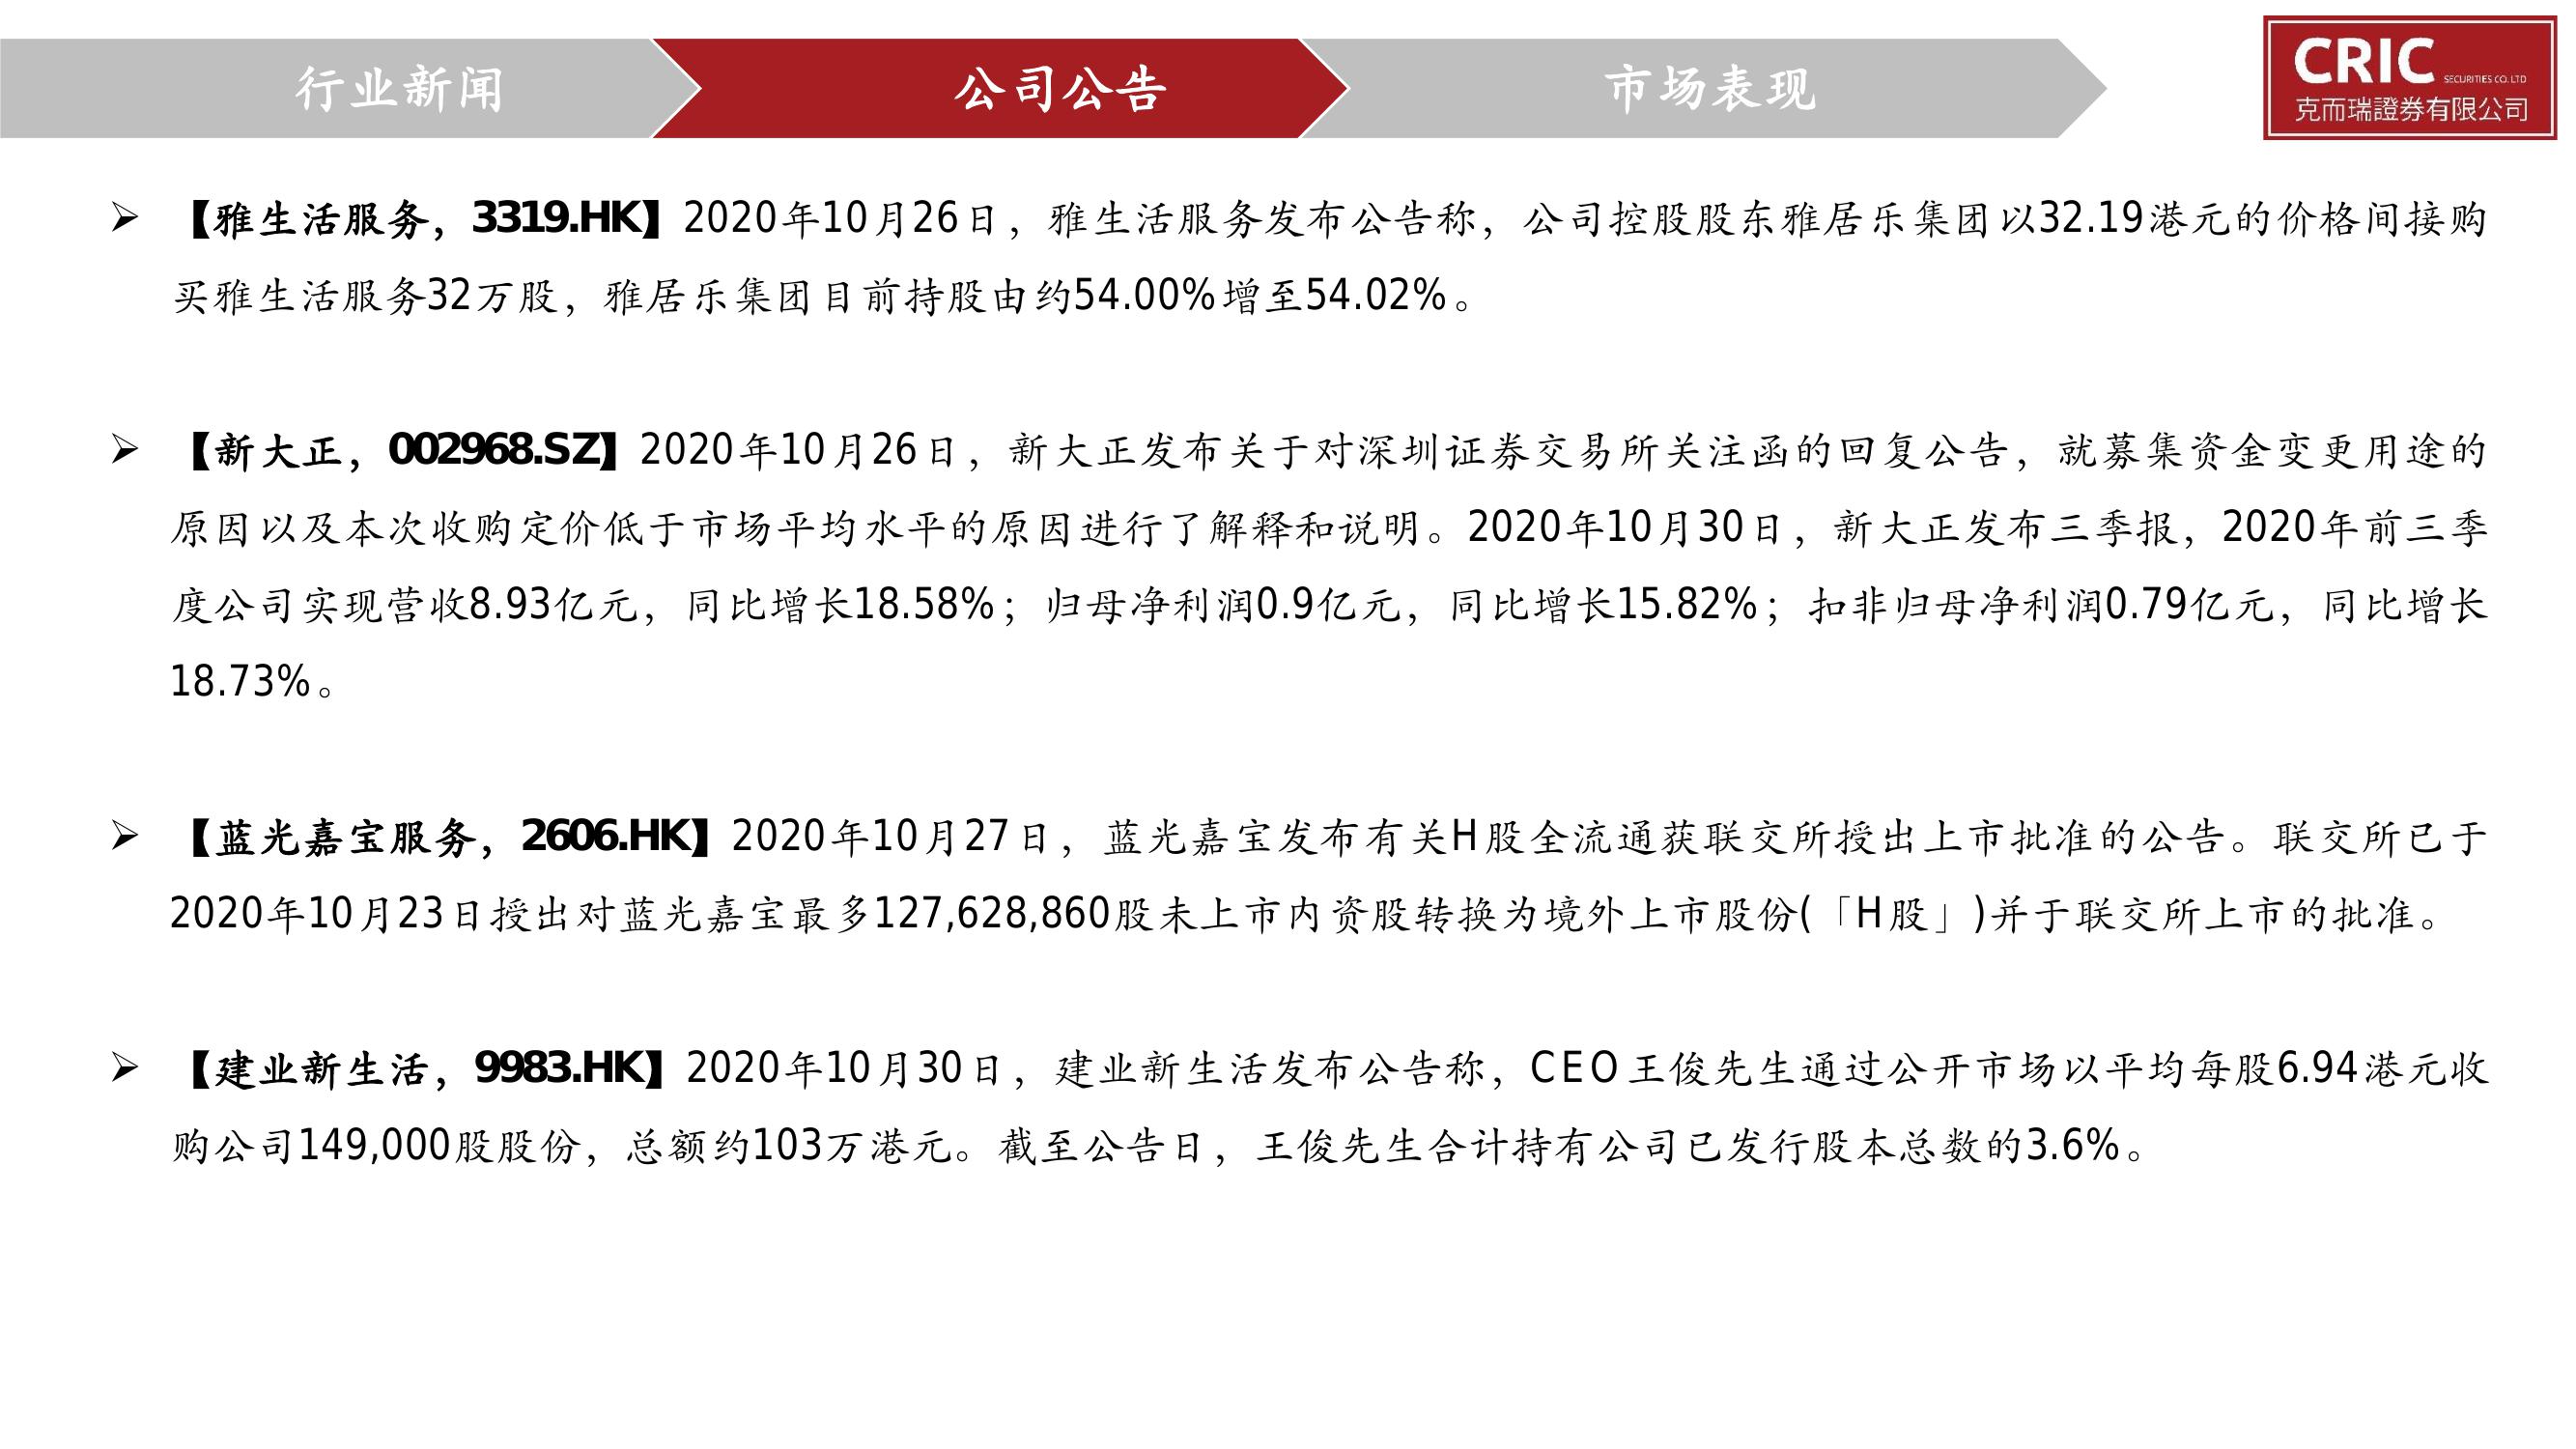 行业新闻
公司公告
市场表现
CRIC SECURITIES CO. LTD
克而瑞證券有限公司
➢ 【雅生活服务，3319.HK】2020年10月26日，雅生活服务发布公告称，公司控股股东雅居乐集团以32.19港元的价格间接购
买雅生活服务32万股，雅居乐集团目前持股由约54.00%增至54.02%。
➢ 【新大正，002968.SZ】2020年10月26日，新大正发布关于对深圳证券交易所关注函的回复公告，就募集资金变更用途的
原因以及本次收购定价低于市场平均水平的原因进行了解释和说明。2020年10月30日，新大正发布三季报，2020年前三季
度公司实现营收8.93亿元，同比增长18.58%；归母净利润0.9亿元，同比增长15.82%；扣非归母净利润0.79亿元，同比增长
18.73%。
➢ 【蓝光嘉宝服务，2606.HK】2020年10月27日，蓝光嘉宝发布有关H股全流通获联交所授出上市批准的公告。联交所已于
2020年10月23日授出对蓝光嘉宝最多127,628,860股未上市内资股转换为境外上市股份(「H股」)并于联交所上市的批准。
➢ 【建业新生活，9983.HK】2020年10月30日，建业新生活发布公告称，CEO王俊先生通过公开市场以平均每股6.94港元收
购公司149,000股股份，总额约103万港元。截至公告日，王俊先生合计持有公司已发行股本总数的3.6%。